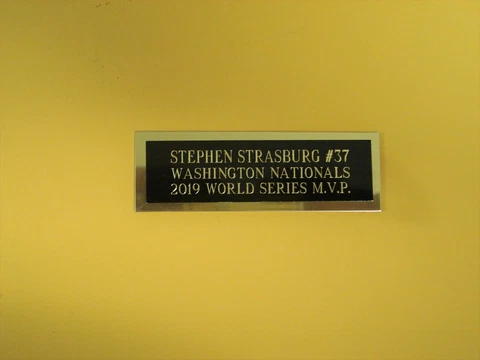 STEPHEN STRASBURG #37
WASHINGTON NATIONALS
2019 WORLD SERIES M.V.P.